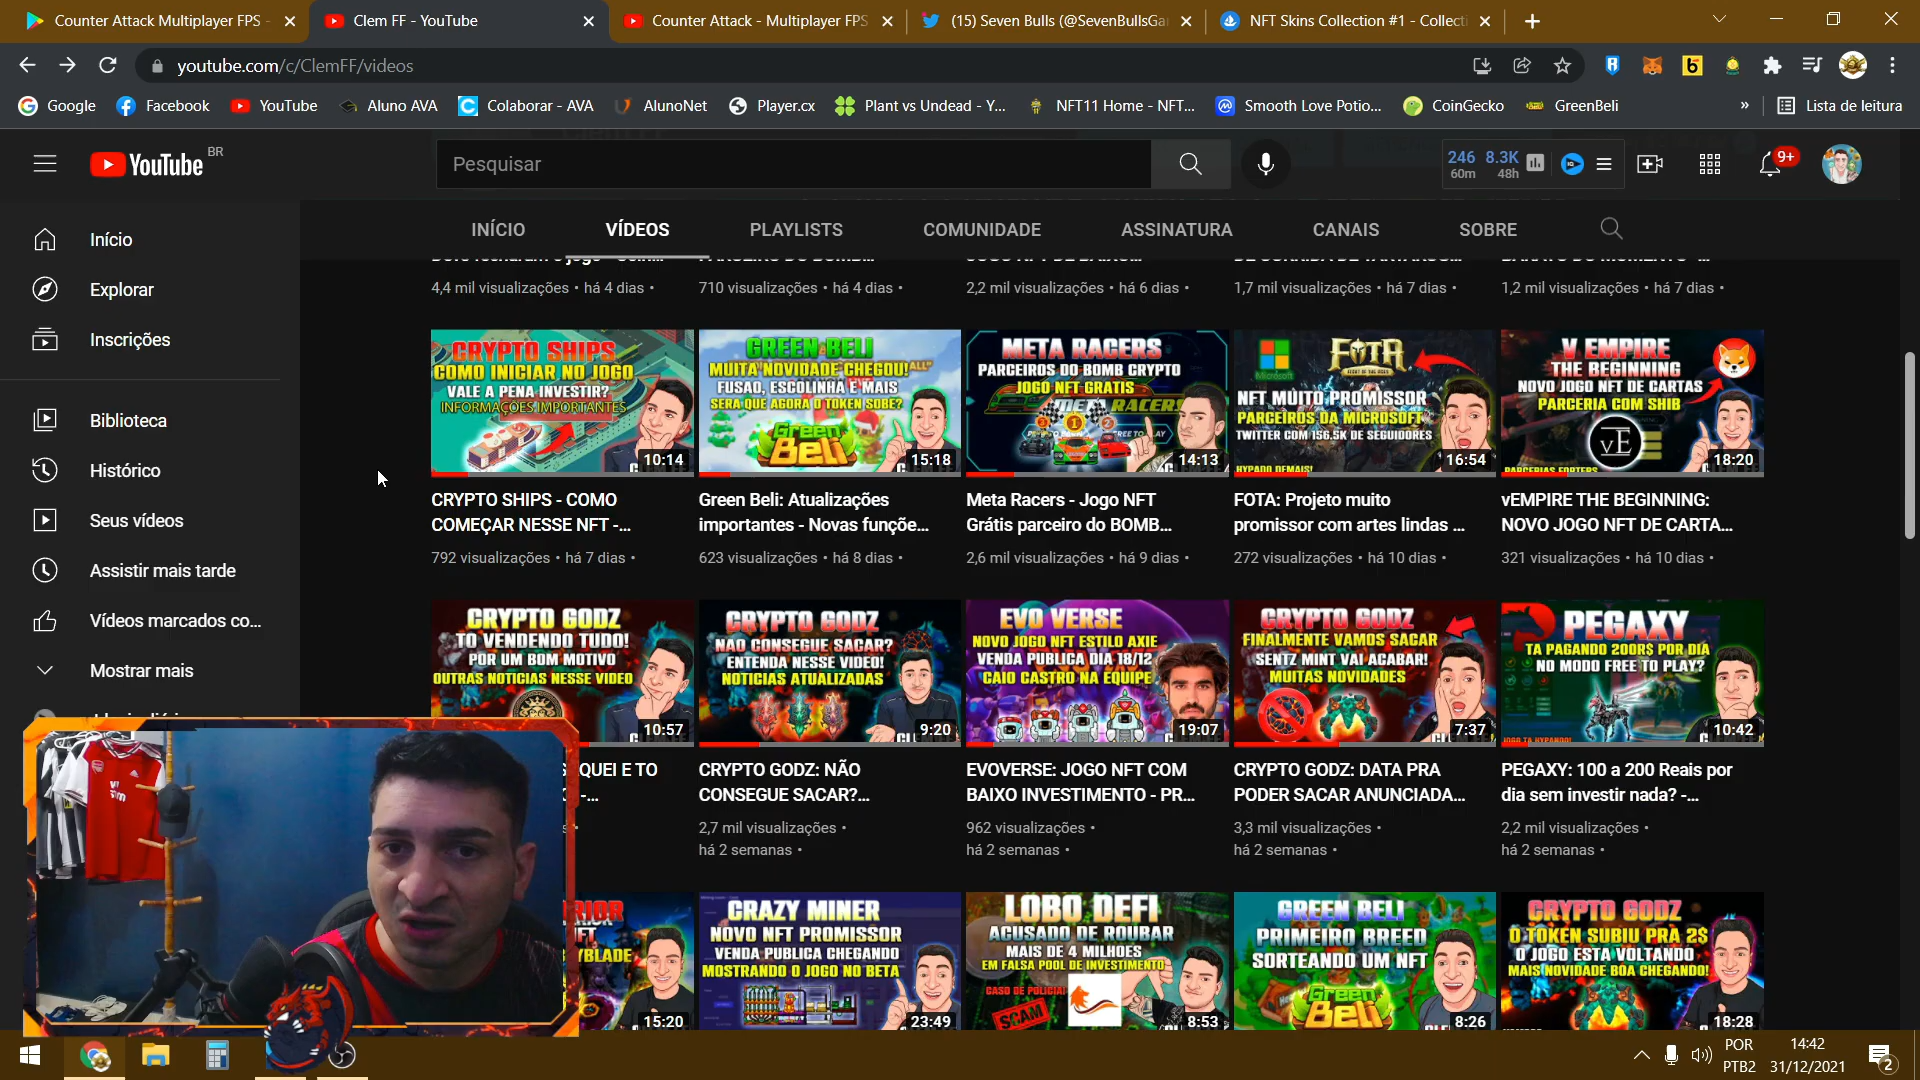 Counter Attack Multiplayer FPS -
Clem FF - YouTube
Counter Attack - Multiplayer FPS
(15) Seven Bulls (@SevenBullsGa
NFT Skins Collection #1 - Collecti
youtube.com/c/ClemFF/videos
Google
Facebook
YouTube
Aluno AVA
Colaborar - AVA
AlunoNet
Player.cx
Plant vs Undead - Y...
NFT11 Home - NFT...
Smooth Love Potio...
CoinGecko
GreenBeli
»
Lista de leitura
YouTube BR
Pesquisar
246 8.3K
60m 48h
9+
INÍCIO
VÍDEOS
PLAYLISTS
COMUNIDADE
ASSINATURA
CANAIS
SOBRE
Início
Explorar
Inscrições
Biblioteca
Histórico
Seus vídeos
Assistir mais tarde
Vídeos marcados co...
Mostrar mais
4,4 mil visualizações • há 4 dias •
710 visualizações • há 4 dias •
2,2 mil visualizações • há 6 dias •
1,7 mil visualizações • há 7 dias •
1,2 mil visualizações • há 7 dias •
CRYPTO SHIPS
COMO INICIAR NO JOGO
VALE A PENA INVESTIR?
INFORMAÇÕES IMPORTANTES
10:14
CRYPTO SHIPS - COMO
COMEÇAR NESSE NFT -...
792 visualizações • há 7 dias •
GREEN BELI
MUITA NOVIDADE CHEGOU!
FUSAO, ESCOLINHA E MAIS
SERA QUE AGORA O TOKEN SOBE?
Green
Beli
15:18
Green Beli: Atualizações
importantes - Novas funçõe...
623 visualizações • há 8 dias •
META RACERS
PARCEIROS DO BOMB CRYPTO
JOGO NFT GRATIS
14:13
Meta Racers - Jogo NFT
Grátis parceiro do BOMB...
2,6 mil visualizações • há 9 dias •
Microsoft
FOTA
NFT MUITO PROMISSOR
PARCEIROS DA MICROSOFT
TWITTER COM 156.5K DE SEGUIDORES
HYPADO DEMAIS!
16:54
FOTA: Projeto muito
promissor com artes lindas ...
272 visualizações • há 10 dias •
V EMPIRE
THE BEGINNING
NOVO JOGO NFT DE CARTAS
PARCERIA COM SHIB
VE
18:20
vEMPIRE THE BEGINNING:
NOVO JOGO NFT DE CARTA...
321 visualizações • há 10 dias •
CRYPTO GODZ
TO VENDENDO TUDO!
POR UM BOM MOTIVO
OUTRAS NOTICIAS NESSE VIDEO
10:57
QUEI E TO
-...
CRYPTO GODZ
NAO CONSEGUE SACAR?
ENTENDA NESSE VIDEO!
NOTICIAS ATUALIZADAS
9:20
CRYPTO GODZ: NÃO
CONSEGUE SACAR?...
2,7 mil visualizações •
há 2 semanas •
EVO VERSE
NOVO JOGO NFT ESTILO AXIE
VENDA PUBLICA DIA 18/12
CAIO CASTRO NA EQUIPE
19:07
EVOVERSE: JOGO NFT COM
BAIXO INVESTIMENTO - PR...
962 visualizações •
há 2 semanas •
CRYPTO GODZ
FINALMENTE VAMOS SACAR
SENTZ MINT VAI ACABAR!
MUITAS NOVIDADES
7:37
CRYPTO GODZ: DATA PRA
PODER SACAR ANUNCIADA...
3,3 mil visualizações •
há 2 semanas •
PEGAXY
TA PAGANDO 200R$ POR DIA
NO MODO FREE TO PLAY?
10:42
PEGAXY: 100 a 200 Reais por
dia sem investir nada? -...
2,2 mil visualizações •
há 2 semanas •
15:20
CRAZY MINER
NOVO NFT PROMISSOR
VENDA PUBLICA CHEGANDO
MOSTRANDO O JOGO NO BETA
23:49
LOBO DEFI
ACUSADO DE ROUBAR
MAIS DE 4 MILHOES
EM FALSA POOL DE INVESTIMENTO
CASO DE POLICIA!
SCAM
8:53
GREEN BELI
PRIMEIRO BREED
SORTEANDO UM NFT
Green
Beli
8:26
CRYPTO GODZ
O TOKEN SUBIU PRA 2$
O JOGO ESTA VOLTANDO
MAIS NOVIDADE BOA CHEGANDO!
18:28
POR
PTB2
14:42
31/12/2021
2